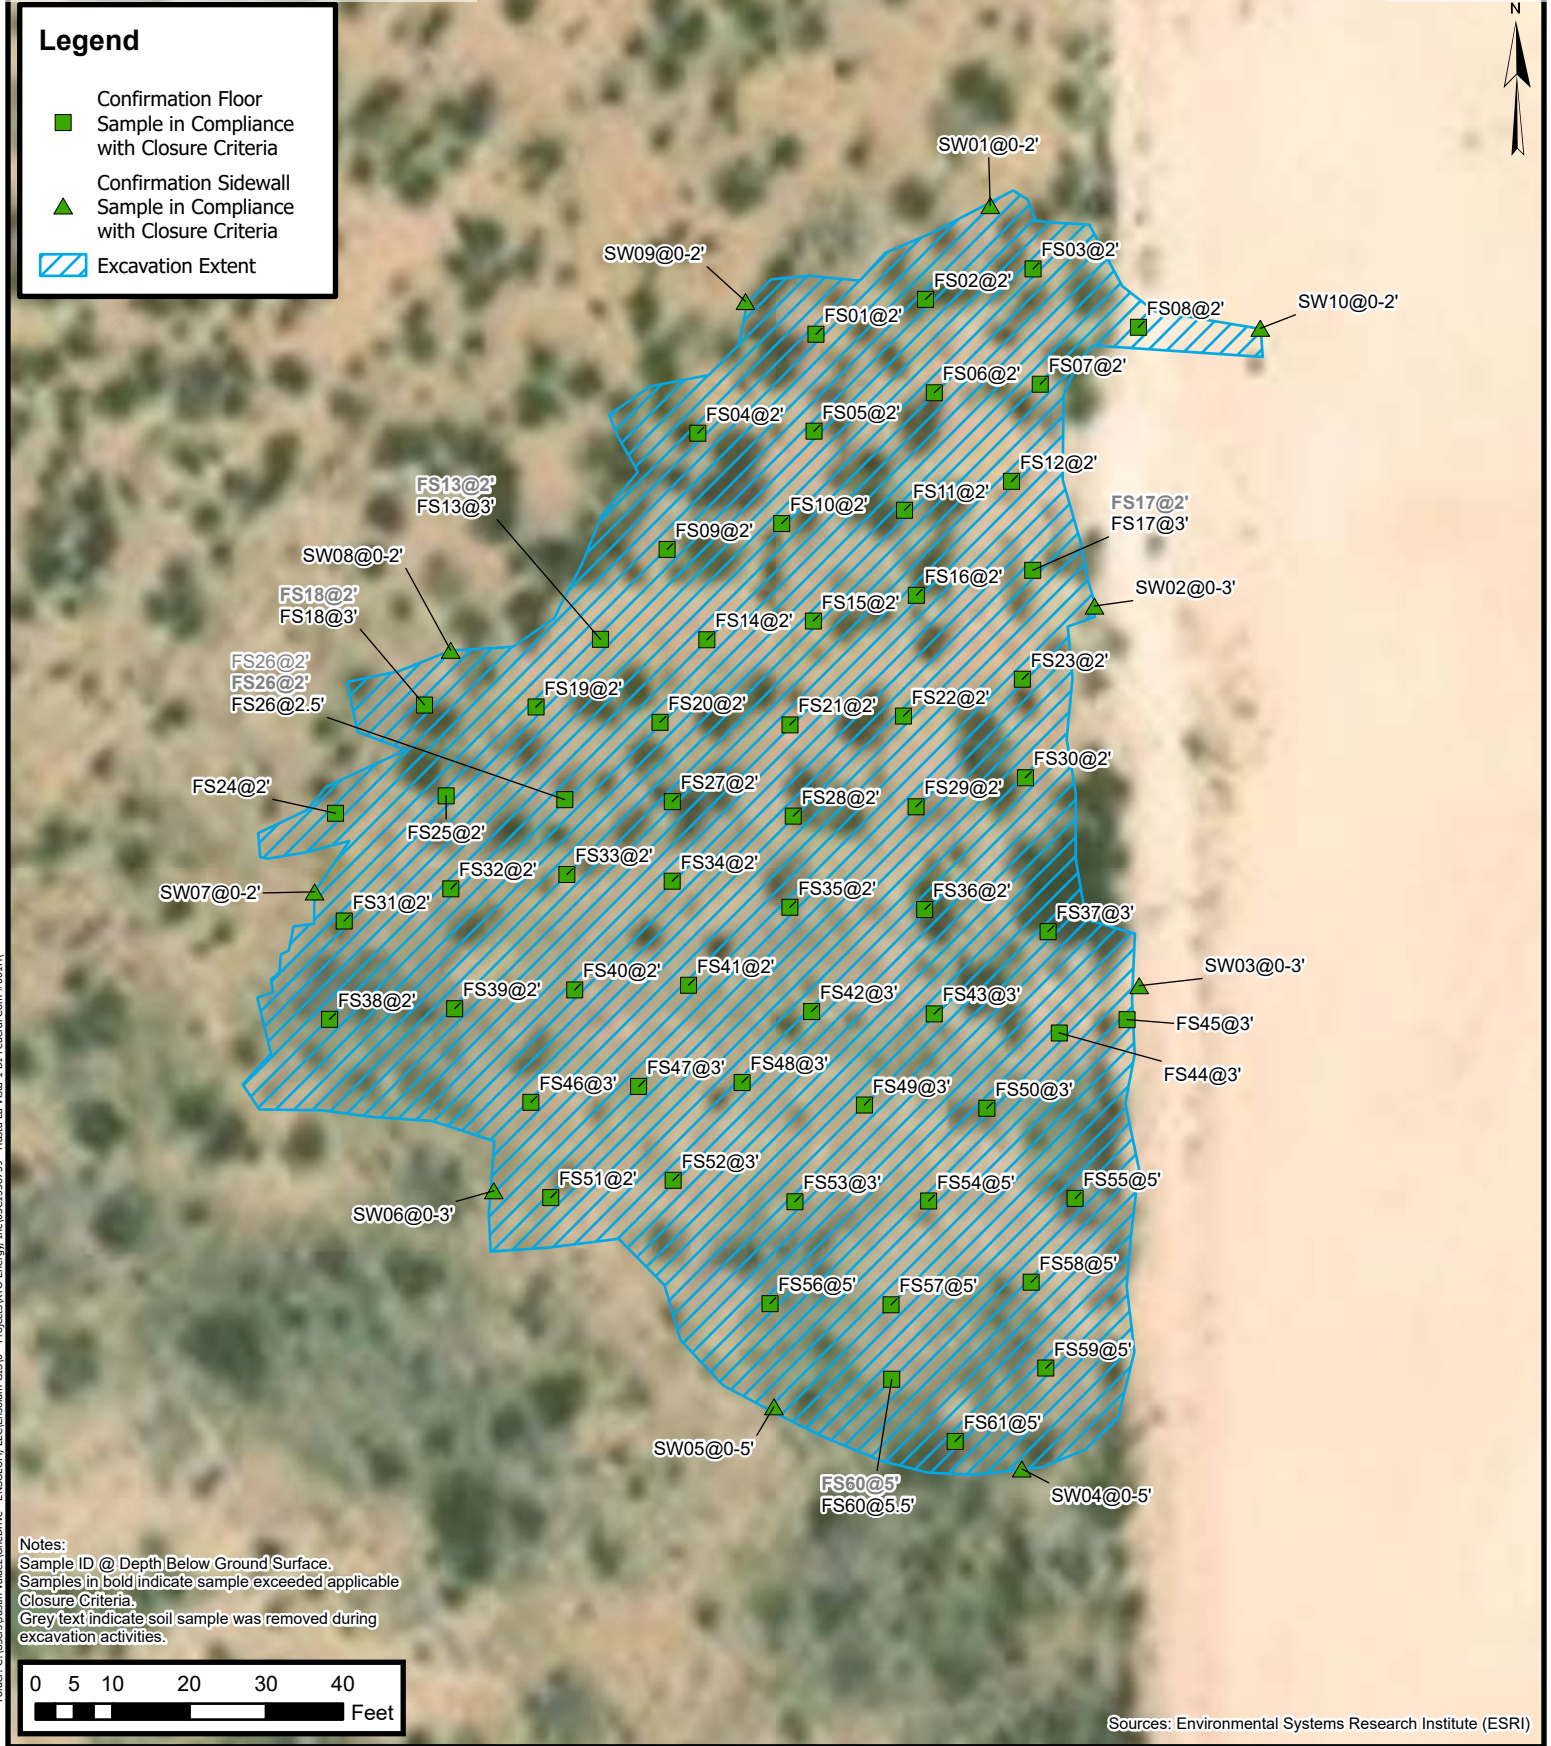 Legend
Confirmation Floor
Sample in Compliance
with Closure Criteria
Confirmation Sidewall
Sample in Compliance
with Closure Criteria
Excavation Extent
N
SW01@0-2'
SW09@0-2'
FS03@2'
FS02@2'
FS01@2'
FS08@2'
SW10@0-2'
FS07@2'
FS06@2'
FS04@2'
FS05@2'
FS12@2'
FS13@2'
FS13@3'
FS11@2'
FS10@2'
FS17@2'
FS17@3'
FS09@2'
SW08@0-2'
FS16@2'
SW02@0-3'
FS18@2'
FS18@3'
FS15@2'
FS14@2'
FS26@2'
FS26@2'
FS26@2.5'
FS23@2'
FS19@2'
FS20@2'
FS21@2'
FS22@2'
FS30@2'
FS24@2'
FS27@2'
FS28@2'
FS29@2'
FS25@2'
FS33@2'
FS34@2'
FS32@2'
SW07@0-2'
FS31@2'
FS35@2'
FS36@2'
FS37@3'
SW03@0-3'
FS40@2'
FS41@2'
FS38@2'
FS39@2'
FS42@3'
FS43@3'
FS45@3'
FS44@3'
FS46@3'
FS47@3'
FS48@3'
FS49@3'
FS50@3'
FS51@2'
FS52@3'
FS53@3'
FS54@5'
FS55@5'
SW06@0-3'
FS56@5'
FS57@5'
FS58@5'
FS59@5'
FS61@5'
SW05@0-5'
FS60@5'
FS60@5.5'
SW04@0-5'
Notes:
Sample ID @ Depth Below Ground Surface.
Samples in bold indicate sample exceeded applicable
Closure Criteria.
Grey text indicate soil sample was removed during
excavation activities.
0 5 10 20 30 40
Feet
Sources: Environmental Systems Research Institute (ESRI)